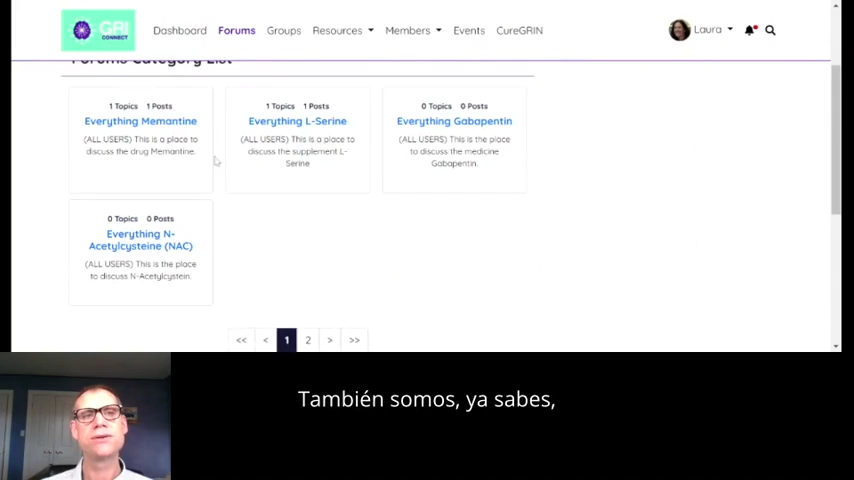 GRI
CONNECT
Dashboard Forums Groups Resources Members Events CureGRIN
Laura
Forums Category List
1 Topics 1 Posts
Everything Memantine
(ALL USERS) This is a place to
discuss the drug Memantine.
1 Topics 1 Posts
Everything L-Serine
(ALL USERS) This is a place to
discuss the supplement L-
Serine
0 Topics 0 Posts
Everything Gabapentin
(ALL USERS) This is the place
to discuss the medicine
Gabapentin.
0 Topics 0 Posts
Everything N-
Acetylcysteine (NAC)
(ALL USERS) This is the place
to discuss N-Acetylcystein.
<< < 1 2 > >>
También somos, ya sabes,